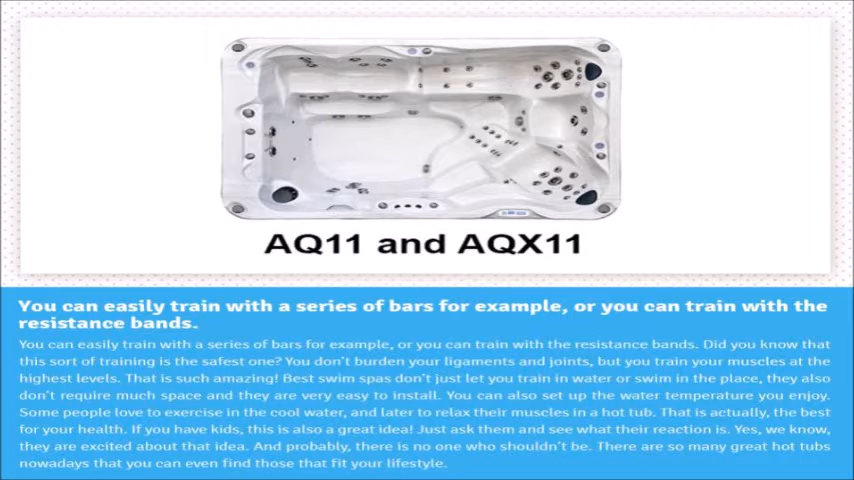 AQ11 and AQX11
You can easily train with a series of bars for example, or you can train with the
resistance bands.
You can easily train with a series of bars for example, or you can train with the resistance bands. Did you know that
this sort of training is the safest one? You don't burden your ligaments and joints, but you train your muscles at the
highest levels. That is such amazing! Best swim spas don't just let you train in water or swim in the place, they also
don't require much space and they are very easy to install. You can also set up the water temperature you enjoy.
Some people love to exercise in the cool water, and later to relax their muscles in a hot tub. That is actually, the best
for your health. If you have kids, this is also a great idea! Just ask them and see what their reaction is. Yes, we know,
they are excited about that idea. And probably, there is no one who shouldn't be. There are so many great hot tubs
nowadays that you can even find those that fit your lifestyle.